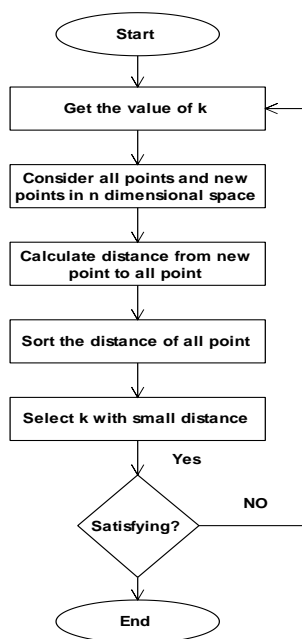 Start
Get the value of k
Consider all points and new
points in n dimensional space
Calculate distance from new
point to all point
Sort the distance of all point
Select k with small distance
Yes
Satisfying?
NO
End